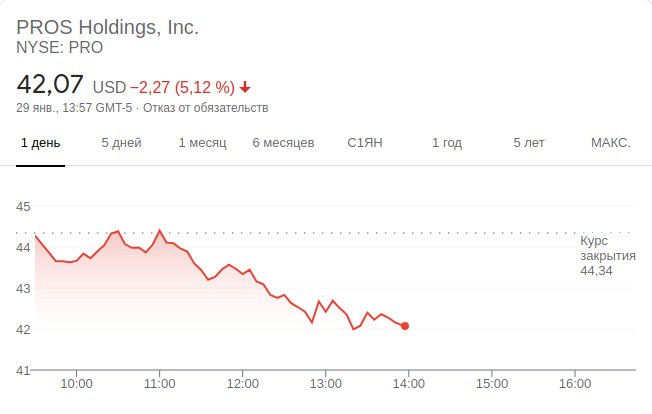 PROS Holdings, Inc.
NYSE: PRO
42,07 USD −2,27 (5,12 %)
29 янв., 13:57 GMT-5 · Отказ от обязательств
1 день 5 дней 1 месяц 6 месяцев С1ЯН 1 год 5 лет МАКС.
45
44
43
42
41
Курс
закрытия
44,34
10:00 11:00 12:00 13:00 14:00 15:00 16:00